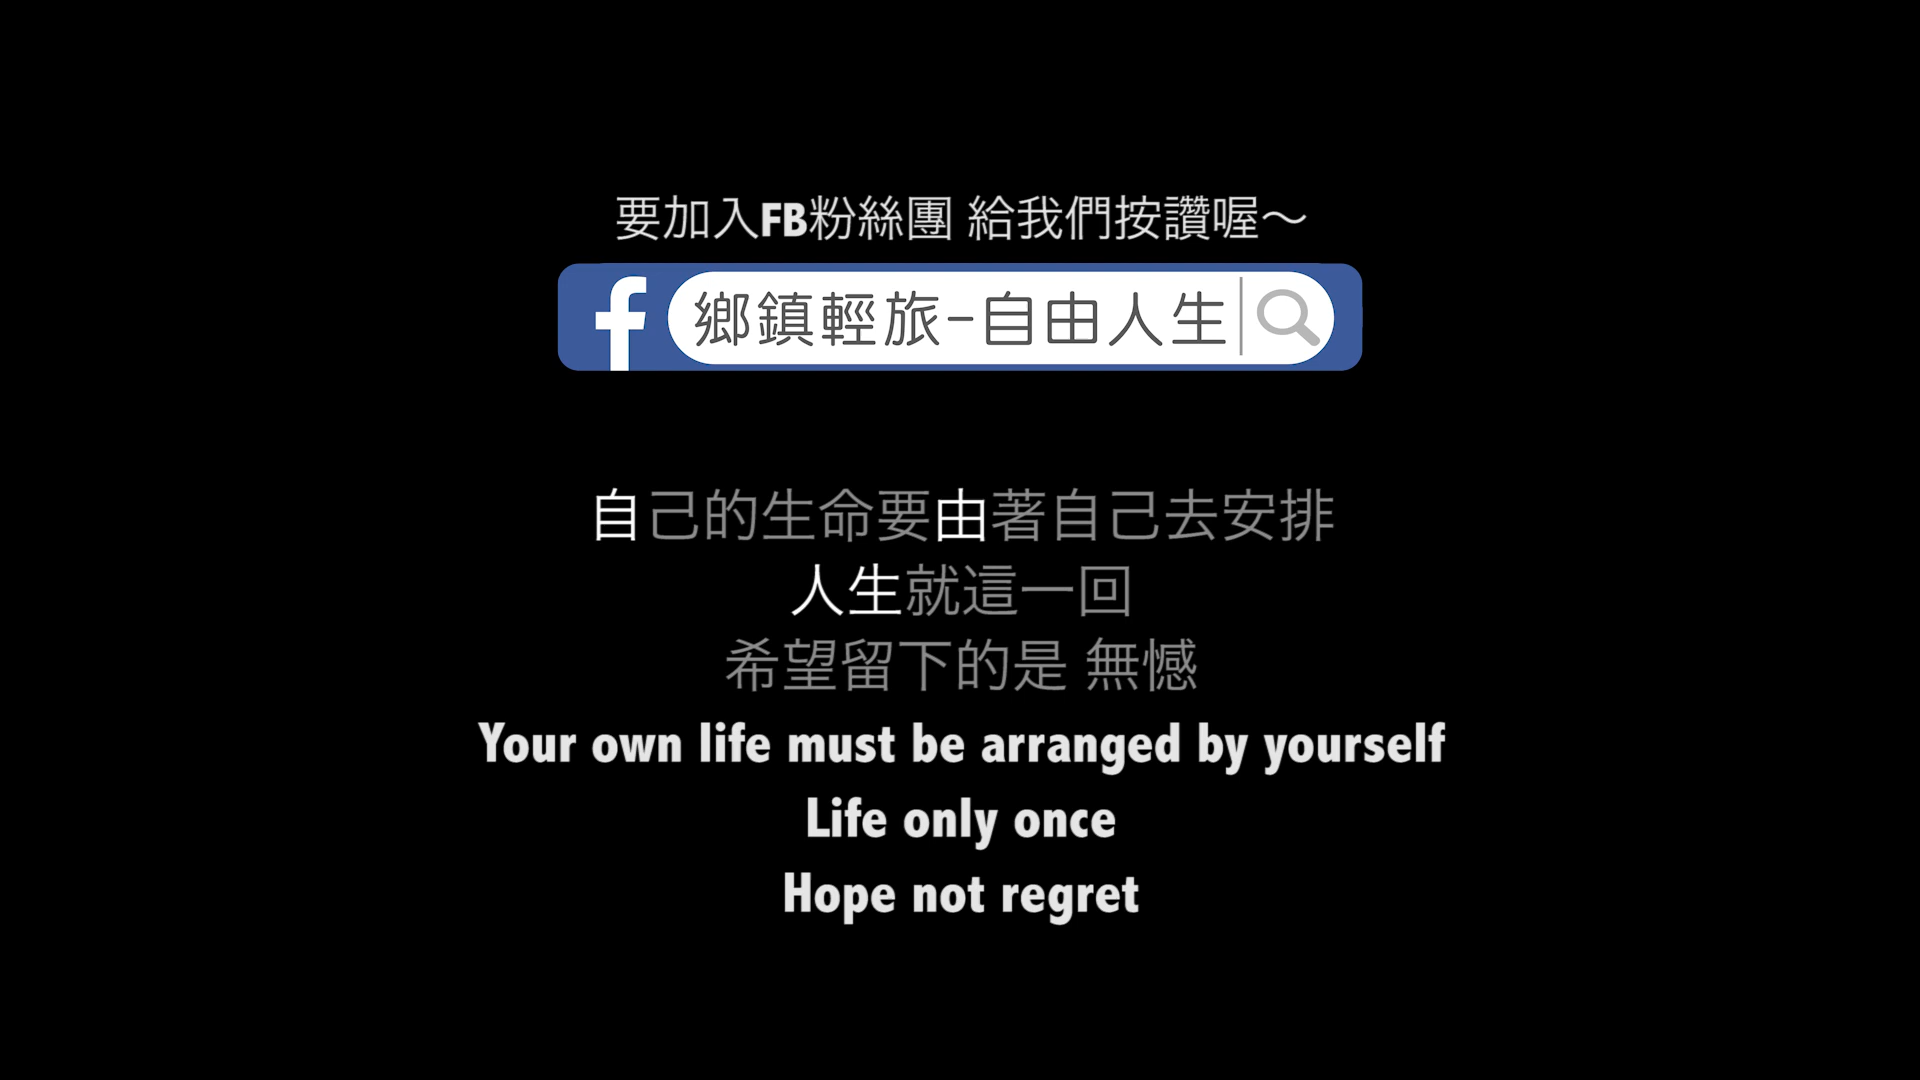 要加入FB粉絲團 給我們按讚喔～
鄉鎮輕旅-自由人生
自己的生命要由著自己去安排
人生就這一回
希望留下的是 無憾
Your own life must be arranged by yourself
Life only once
Hope not regret